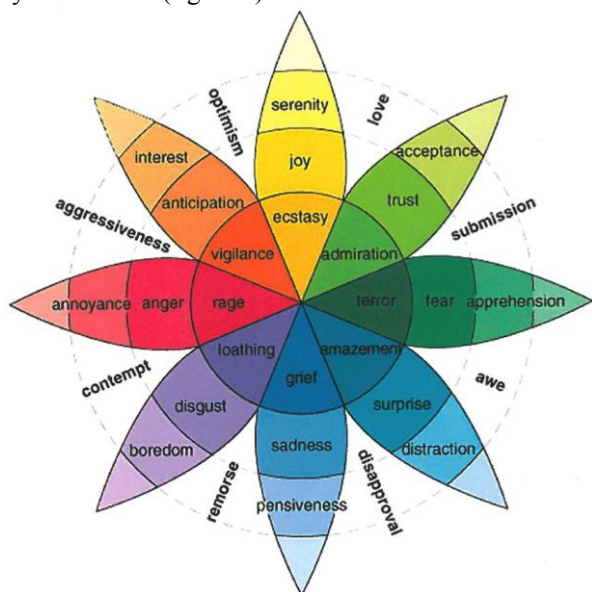 optimism
serenity
love
interest
joy
acceptance
anticipation
ecstasy
trust
aggressiveness
vigilance
admiration
submission
annoyance
anger
rage
terror
fear
apprehension
contempt
loathing
grief
amazement
awe
disgust
surprise
boredom
sadness
distraction
remorse
pensiveness
disapproval